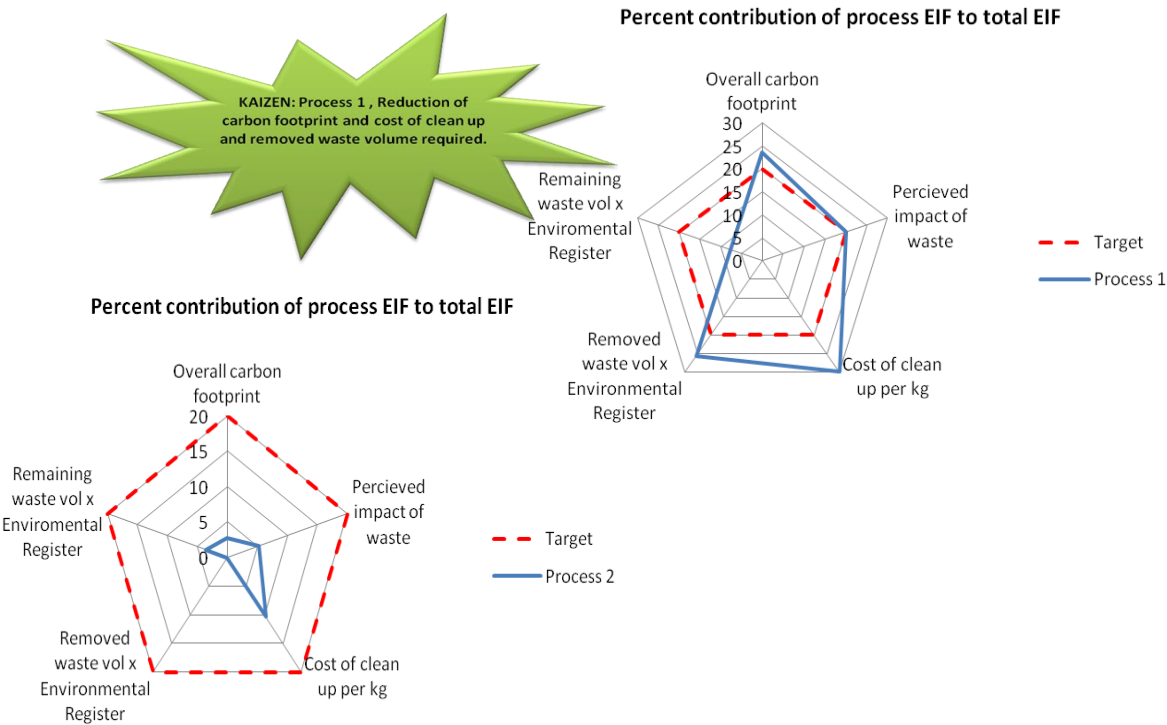 Percent contribution of process EIF to total EIF
KAIZEN: Process 1 , Reduction of
carbon footprint and cost of clean up
and removed waste volume required.
Overall carbon
footprint
30
25
20
15
10
5
0
Percieved
impact of
waste
Cost of clean
up per kg
Removed
waste vol x
Environmental
Register
Remaining
waste vol x
Enviromental
Register
Target
Process 1
Percent contribution of process EIF to total EIF
Overall carbon
footprint
20
15
10
5
0
Percieved
impact of
waste
Cost of clean
up per kg
Removed
waste vol x
Environmental
Register
Remaining
waste vol x
Enviromental
Register
Target
Process 2